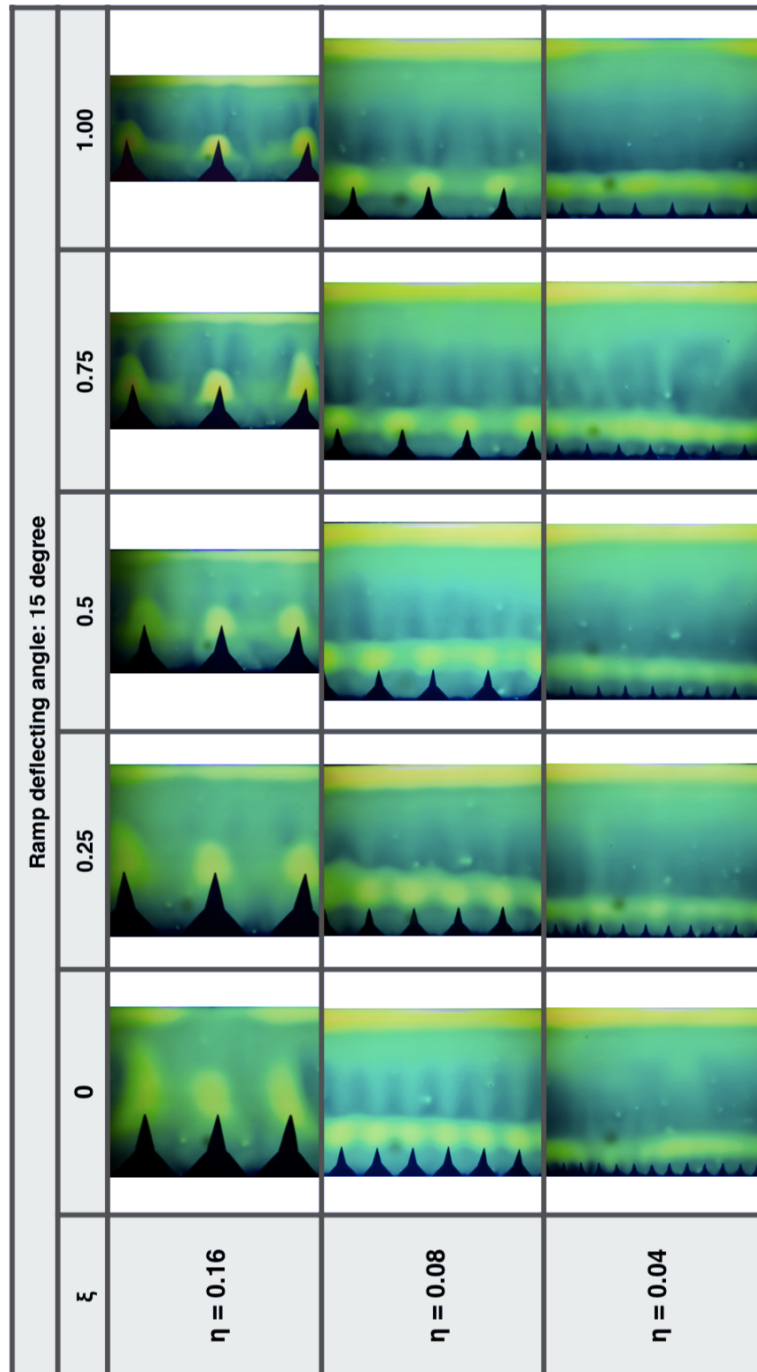 Ramp deflecting angle: 15 degree
ξ 0 0.25 0.5 0.75 1.00
η = 0.16
η = 0.08
η = 0.04